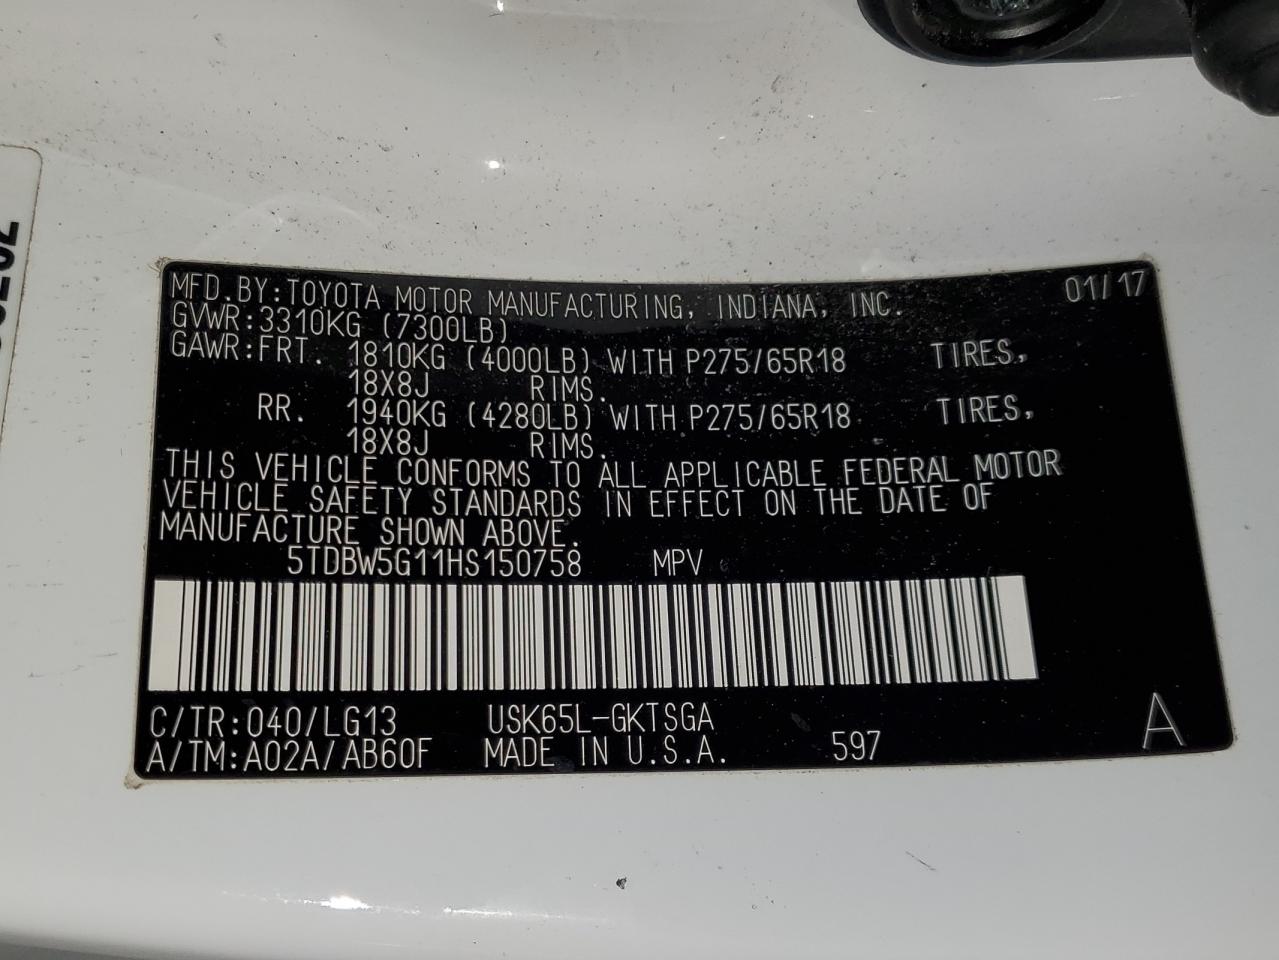 MFD.BY:TOYOTA MOTOR MANUFACTURING, INDIANA, INC. 01/17
GVWR:3310KG (7300LB)
GAWR:FRT. 1810KG (4000LB) WITH P275/65R18 TIRES,
18X8J RIMS.
RR. 1940KG (4280LB) WITH P275/65R18 TIRES,
18X8J RIMS.
THIS VEHICLE CONFORMS TO ALL APPLICABLE FEDERAL MOTOR
VEHICLE SAFETY STANDARDS IN EFFECT ON THE DATE OF
MANUFACTURE SHOWN ABOVE.
5TDBW5G11HS150758 MPV
C/TR:040/LG13 USK65L-GKTSGA
A/TM:A02A/AB60F MADE IN U.S.A. 597 A